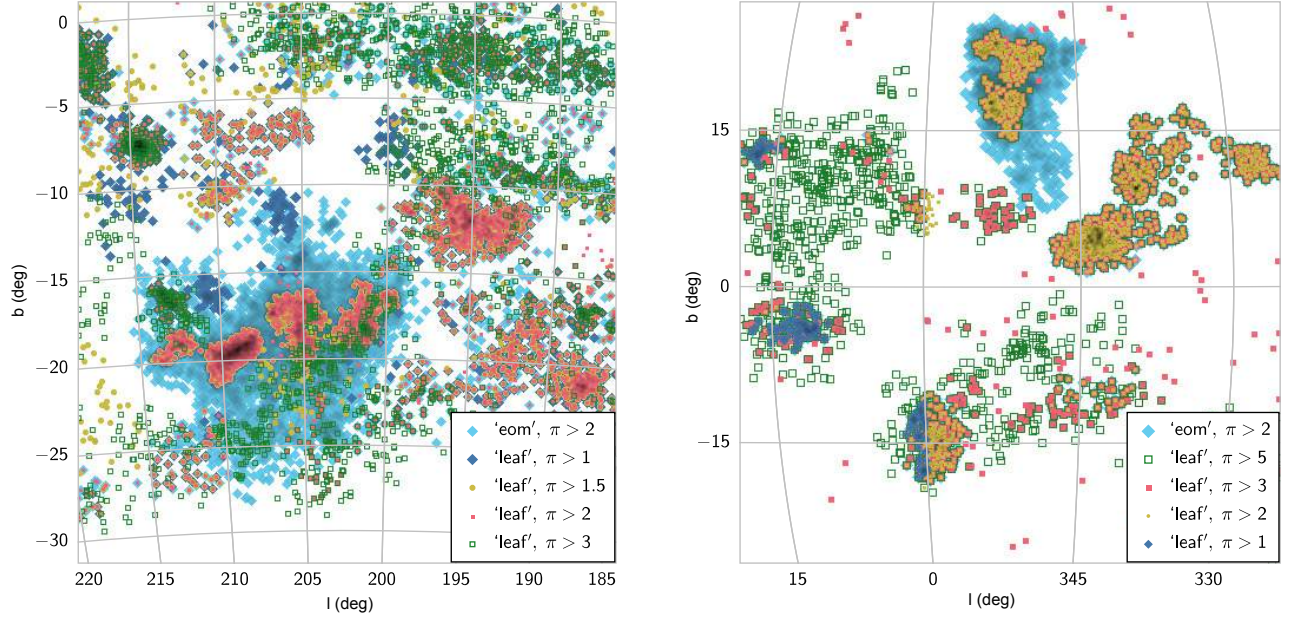 0
−5
−10
−15
−20
−25
−30
b (deg)
220
215
210
205
200
195
190
185
l (deg)
‘eom’, π > 2
‘leaf’, π > 1
‘leaf’, π > 1.5
‘leaf’, π > 2
‘leaf’, π > 3
15
0
−15
b (deg)
15
0
345
330
l (deg)
‘eom’, π > 2
‘leaf’, π > 5
‘leaf’, π > 3
‘leaf’, π > 2
‘leaf’, π > 1